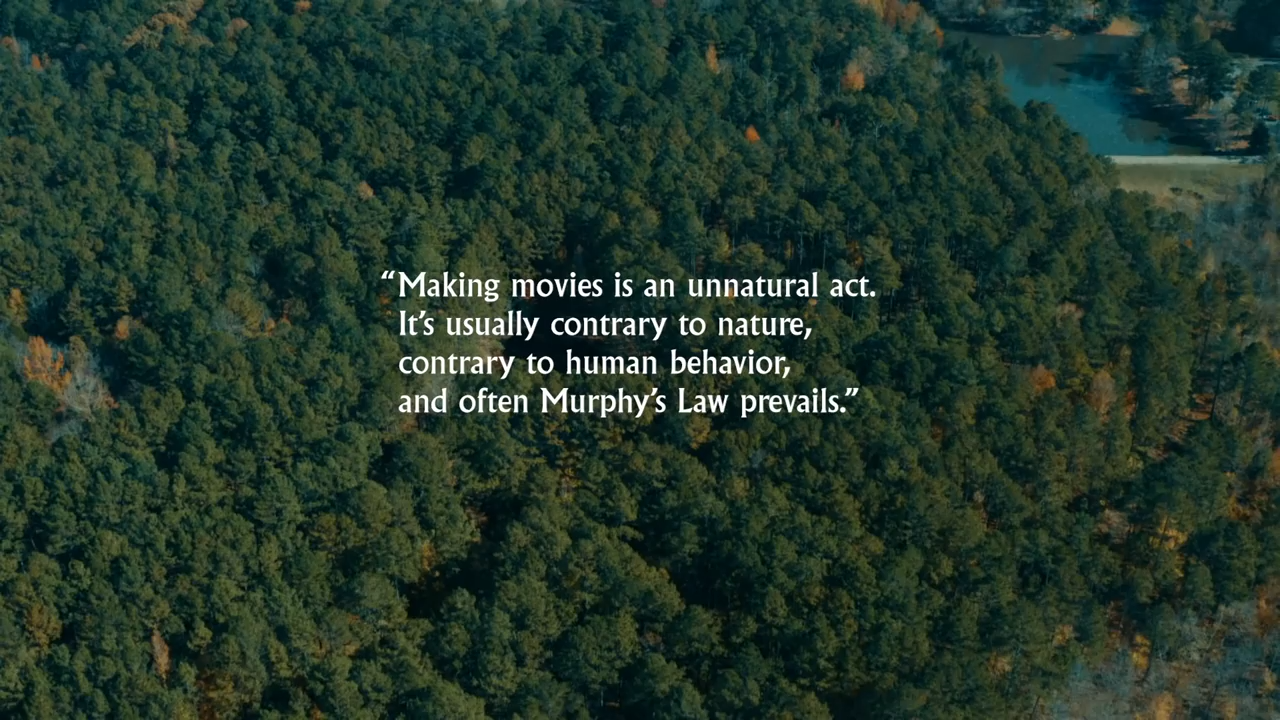 “Making movies is an unnatural act.
It’s usually contrary to nature,
contrary to human behavior,
and often Murphy’s Law prevails.”